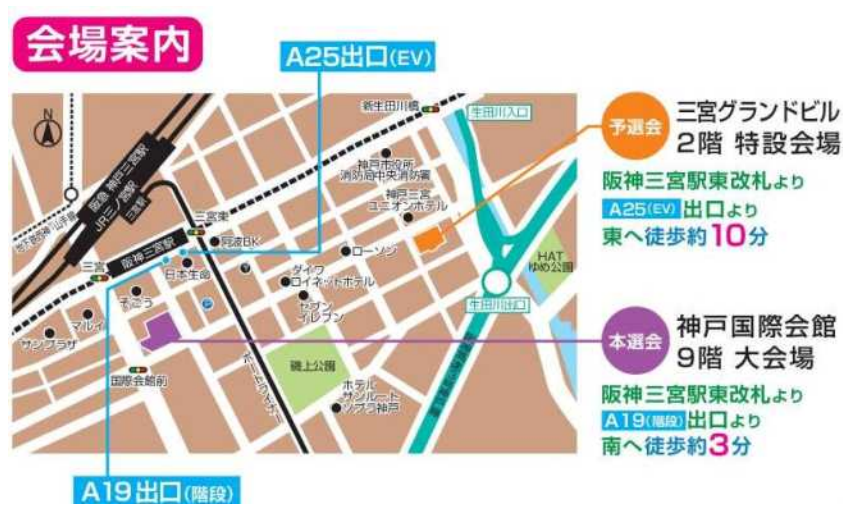 会場案内
A25出口(EV)
N
新生田川橋
生田川入口
阪急 神戸三宮駅
JR三ノ宮駅
三宮駅
神戸市役所
消防局中央消防署
神戸三宮
ユニオンホテル
三宮東
阪神三宮駅
阿波BK
ローソン
HAT
ゆめ公園
三宮
日本生命
ダイワ
ロイネットホテル
そごう
セブン
イレブン
生田川出口
マルイ
サンプラザ
国際会館前
ポートライナー
磯上公園
ホテル
サンルート
ソプラ神戸
A19出口(階段)
予選会
三宮グランドビル
2階 特設会場
阪神三宮駅東改札より
A25(EV)出口より
東へ徒歩約10分
本選会
神戸国際会館
9階 大会場
阪神三宮駅東改札より
A19(階段)出口より
南へ徒歩約3分